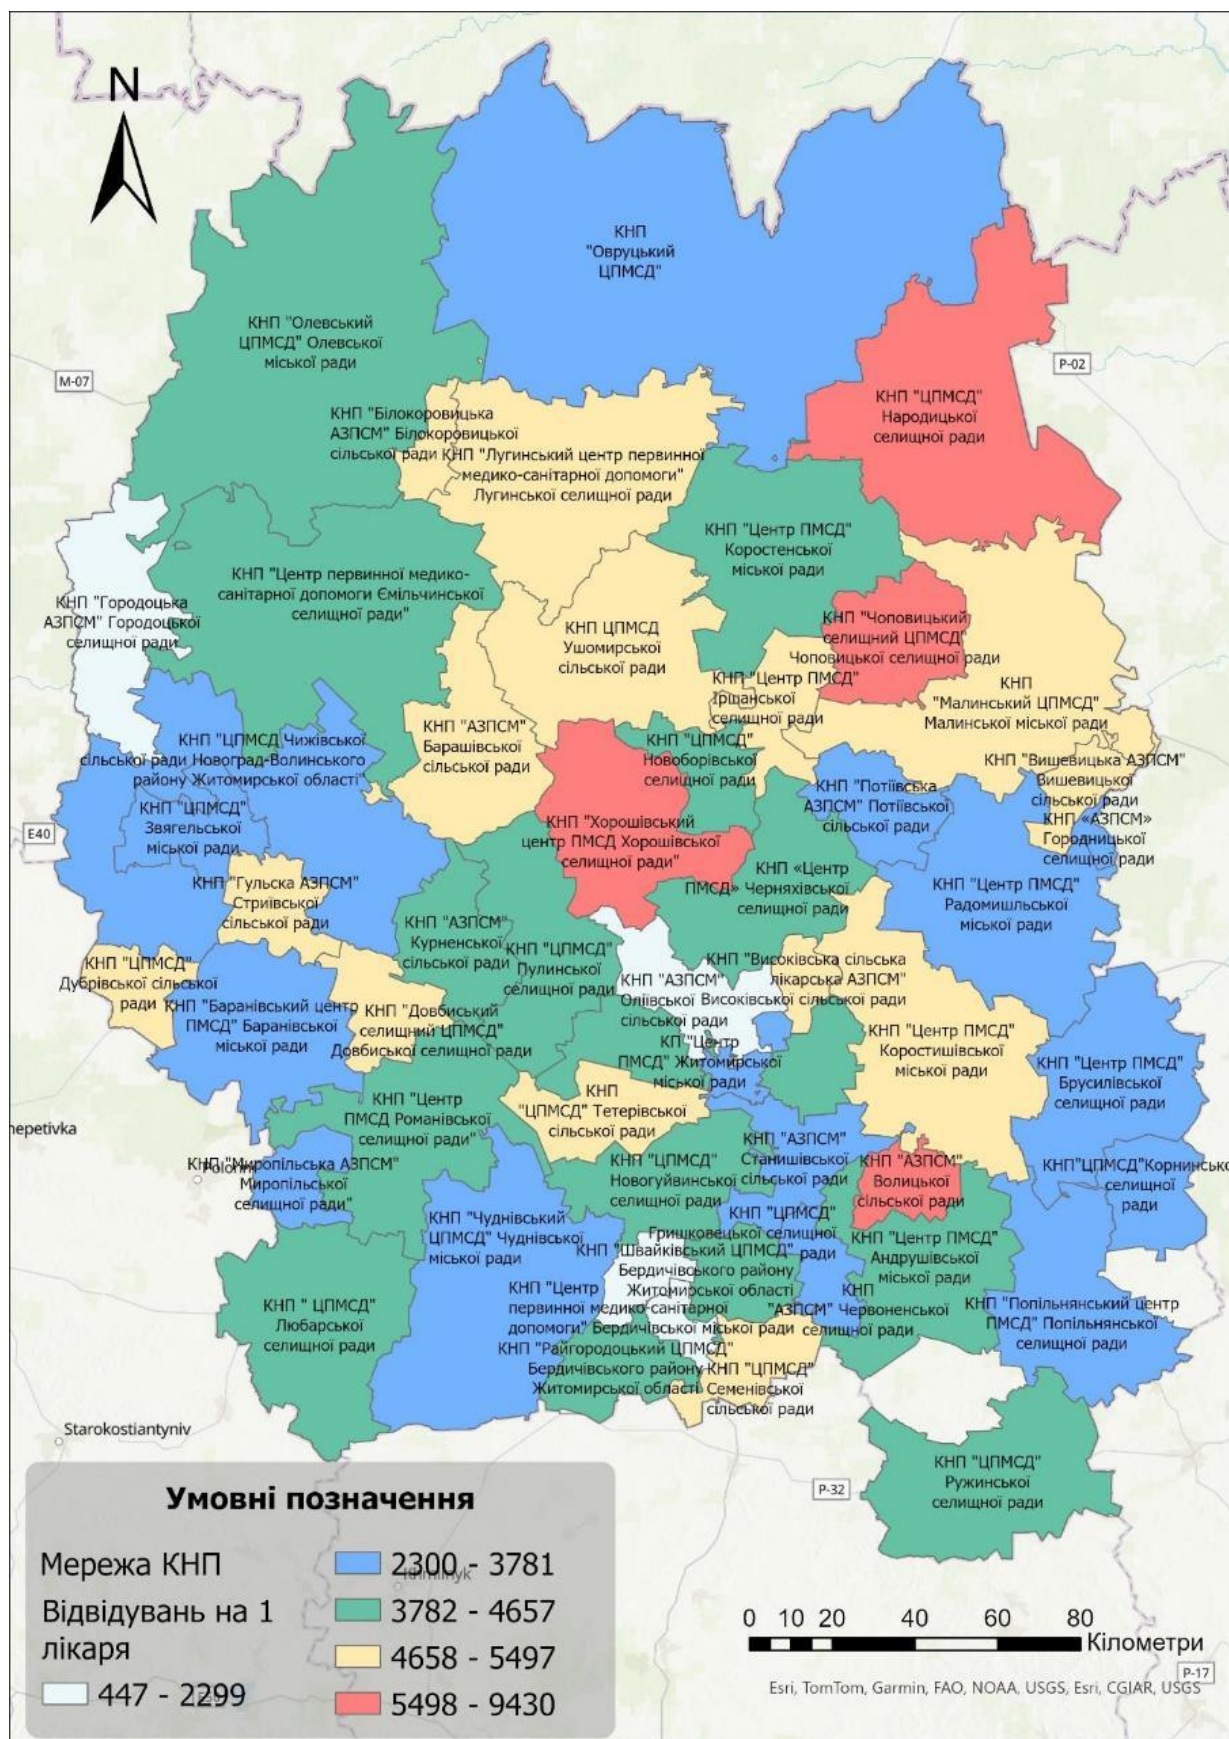 N
КНП
"Овруцький
ЦПМСД"
КНП "Олевський
ЦПМСД" Олевської
міської ради
M-07
P-02
КНП "ЦПМСД"
Народицької
селищної ради
КНП "Білокоровицька
АЗПСМ" Білокоровицької
сільської ради
КНП "Лугинський центр первинної
медико-санітарної допомоги"
Лугинської селищної ради
КНП "Центр ПМСД"
Коростенської
міської ради
КНП "Центр первинної медико-
санітарної допомоги Ємільчинської
селищної ради"
КНП "Городоцька
АЗПСМ" Городоцької
селищної ради
КНП ЦПМСД
Ушомирської
сільської ради
КНП "Чоповицький
селищний ЦПМСД"
Чоповицької селищної ради
КНП "Центр ПМСД"
Іршанської
селищної ради
КНП
"Малинський ЦПМСД"
Малинської міської ради
КНП "АЗПСМ"
Барашівської
сільської ради
КНП "ЦПМСД Чижівської
сільської ради Новоград-Волинського
району Житомирської області"
КНП "ЦПМСД"
Новоборівської
селищної ради
КНП "Вишевицька АЗПСМ"
Вишевицької
сільської ради
КНП "Потіївська
АЗПСМ" Потіївської
сільської ради
КНП "ЦПМСД"
Звягельської
міської ради
E40
КНП «АЗПСМ»
Городницької
селищної ради
КНП "Хорошівський
центр ПМСД Хорошівської
селищної ради"
КНП «Центр
ПМСД» Черняхівської
селищної ради
КНП "Гульска АЗПСМ"
Стриївської
сільської ради
КНП "Центр ПМСД"
Радомишльської
міської ради
КНП "АЗПСМ"
Курненської
сільської ради
КНП "ЦПМСД"
Пулинської
селищної ради
КНП "ЦПМСД"
Дубрівської сільської
ради
КНП "АЗПСМ"
Оліївської
сільської ради
КНП "Високівська сільська
лікарська АЗПСМ"
Високівської сільської ради
КНП "Баранівський центр
ПМСД" Баранівської
міської ради
КНП "Довбиський
селищний ЦПМСД"
Довбиської селищної ради
КП "Центр
ПМСД" Житомирської
міської ради
КНП "Центр ПМСД"
Коростишівської
міської ради
КНП "Центр ПМСД"
Брусилівської
селищної ради
КНП "Центр
ПМСД Романівської
селищної ради"
КНП
"ЦПМСД" Тетерівської
сільської ради
hepetivka
КНП "Миропільська АЗПСМ"
Миропільської
селищної ради"
КНП "ЦПМСД"
Новогуйвинської
селищної ради
КНП "АЗПСМ"
Станишівської
сільської ради
КНП "АЗПСМ"
Волицької
сільської ради
КНП"ЦПМСД"Корнинсько
селищної
ради
КНП "Чуднівський
ЦПМСД" Чуднівської
міської ради
КНП "ЦПМСД"
Гришковецької селищної
ради
КНП "Швайківський ЦПМСД"
Бердичівського району
Житомирської області
КНП "Центр ПМСД"
Андрушівської
міської ради
КНП " ЦПМСД"
Любарської
селищної ради
КНП "Центр
первинної медико-санітарної
допомоги" Бердичівської міської ради
КНП
"АЗПСМ" Червоненської
селищної ради
КНП "Попільнянський центр
ПМСД" Попільнянської
селищної ради
КНП "Райгородоцький ЦПМСД"
Бердичівського району
Житомирської області
КНП "ЦПМСД"
Семенівської
сільської ради
Starokostiantyniv
КНП "ЦПМСД"
Ружинської
селищної ради
P-32
Умовні позначення
Мережа КНП
Відвідувань на 1
лікаря
447 - 2299
2300 - 3781
3782 - 4657
4658 - 5497
5498 - 9430
0 10 20 40 60 80
Кілометри
P-17
Esri, TomTom, Garmin, FAO, NOAA, USGS, Esri, CGIAR, USGS